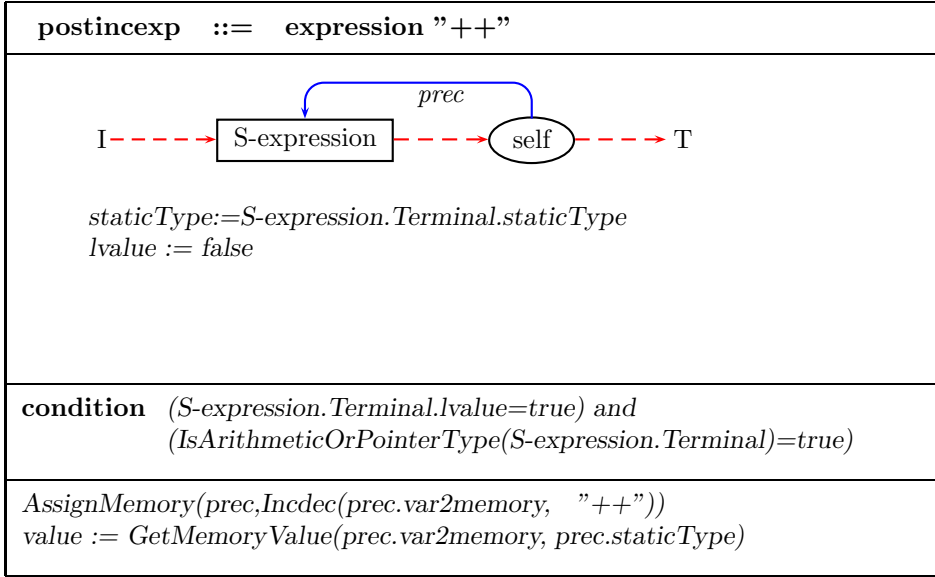 postincexp ::= expression ”++”
prec
I S-expression self T
staticType:=S-expression.Terminal.staticType
lvalue := false
condition (S-expression.Terminal.lvalue=true) and
(IsArithmeticOrPointerType(S-expression.Terminal)=true)
AssignMemory(prec,Incdec(prec.var2memory, ”++”))
value := GetMemoryValue(prec.var2memory, prec.staticType)